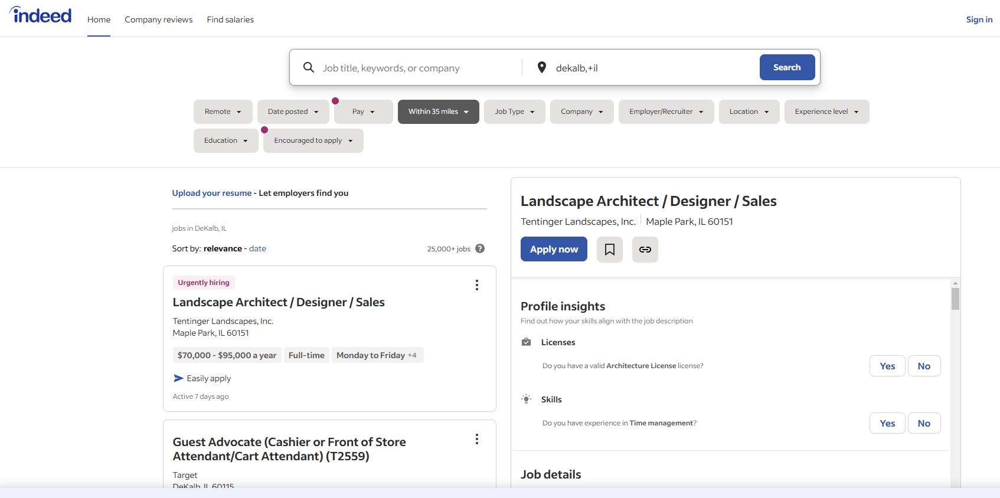 indeed
Home
Company reviews
Find salaries
Sign in
Job title, keywords, or company
dekalb,+il
Search
Remote
Date posted
Pay
Within 35 miles
Job Type
Company
Employer/Recruiter
Location
Experience level
Education
Encouraged to apply
Upload your resume - Let employers find you
jobs in DeKalb, IL
Sort by: relevance - date
25,000+ jobs ?
Urgently hiring
Landscape Architect / Designer / Sales
Tentinger Landscapes, Inc.
Maple Park, IL 60151
$70,000 - $95,000 a year
Full-time
Monday to Friday +4
Easily apply
Active 7 days ago
Guest Advocate (Cashier or Front of Store
Attendant/Cart Attendant) (T2559)
Target
DeKalb, IL 60115
Landscape Architect / Designer / Sales
Tentinger Landscapes, Inc.
Maple Park, IL 60151
Apply now
Profile insights
Find out how your skills align with the job description
Licenses
Do you have a valid Architecture License license?
Yes
No
Skills
Do you have experience in Time management?
Yes
No
Job details